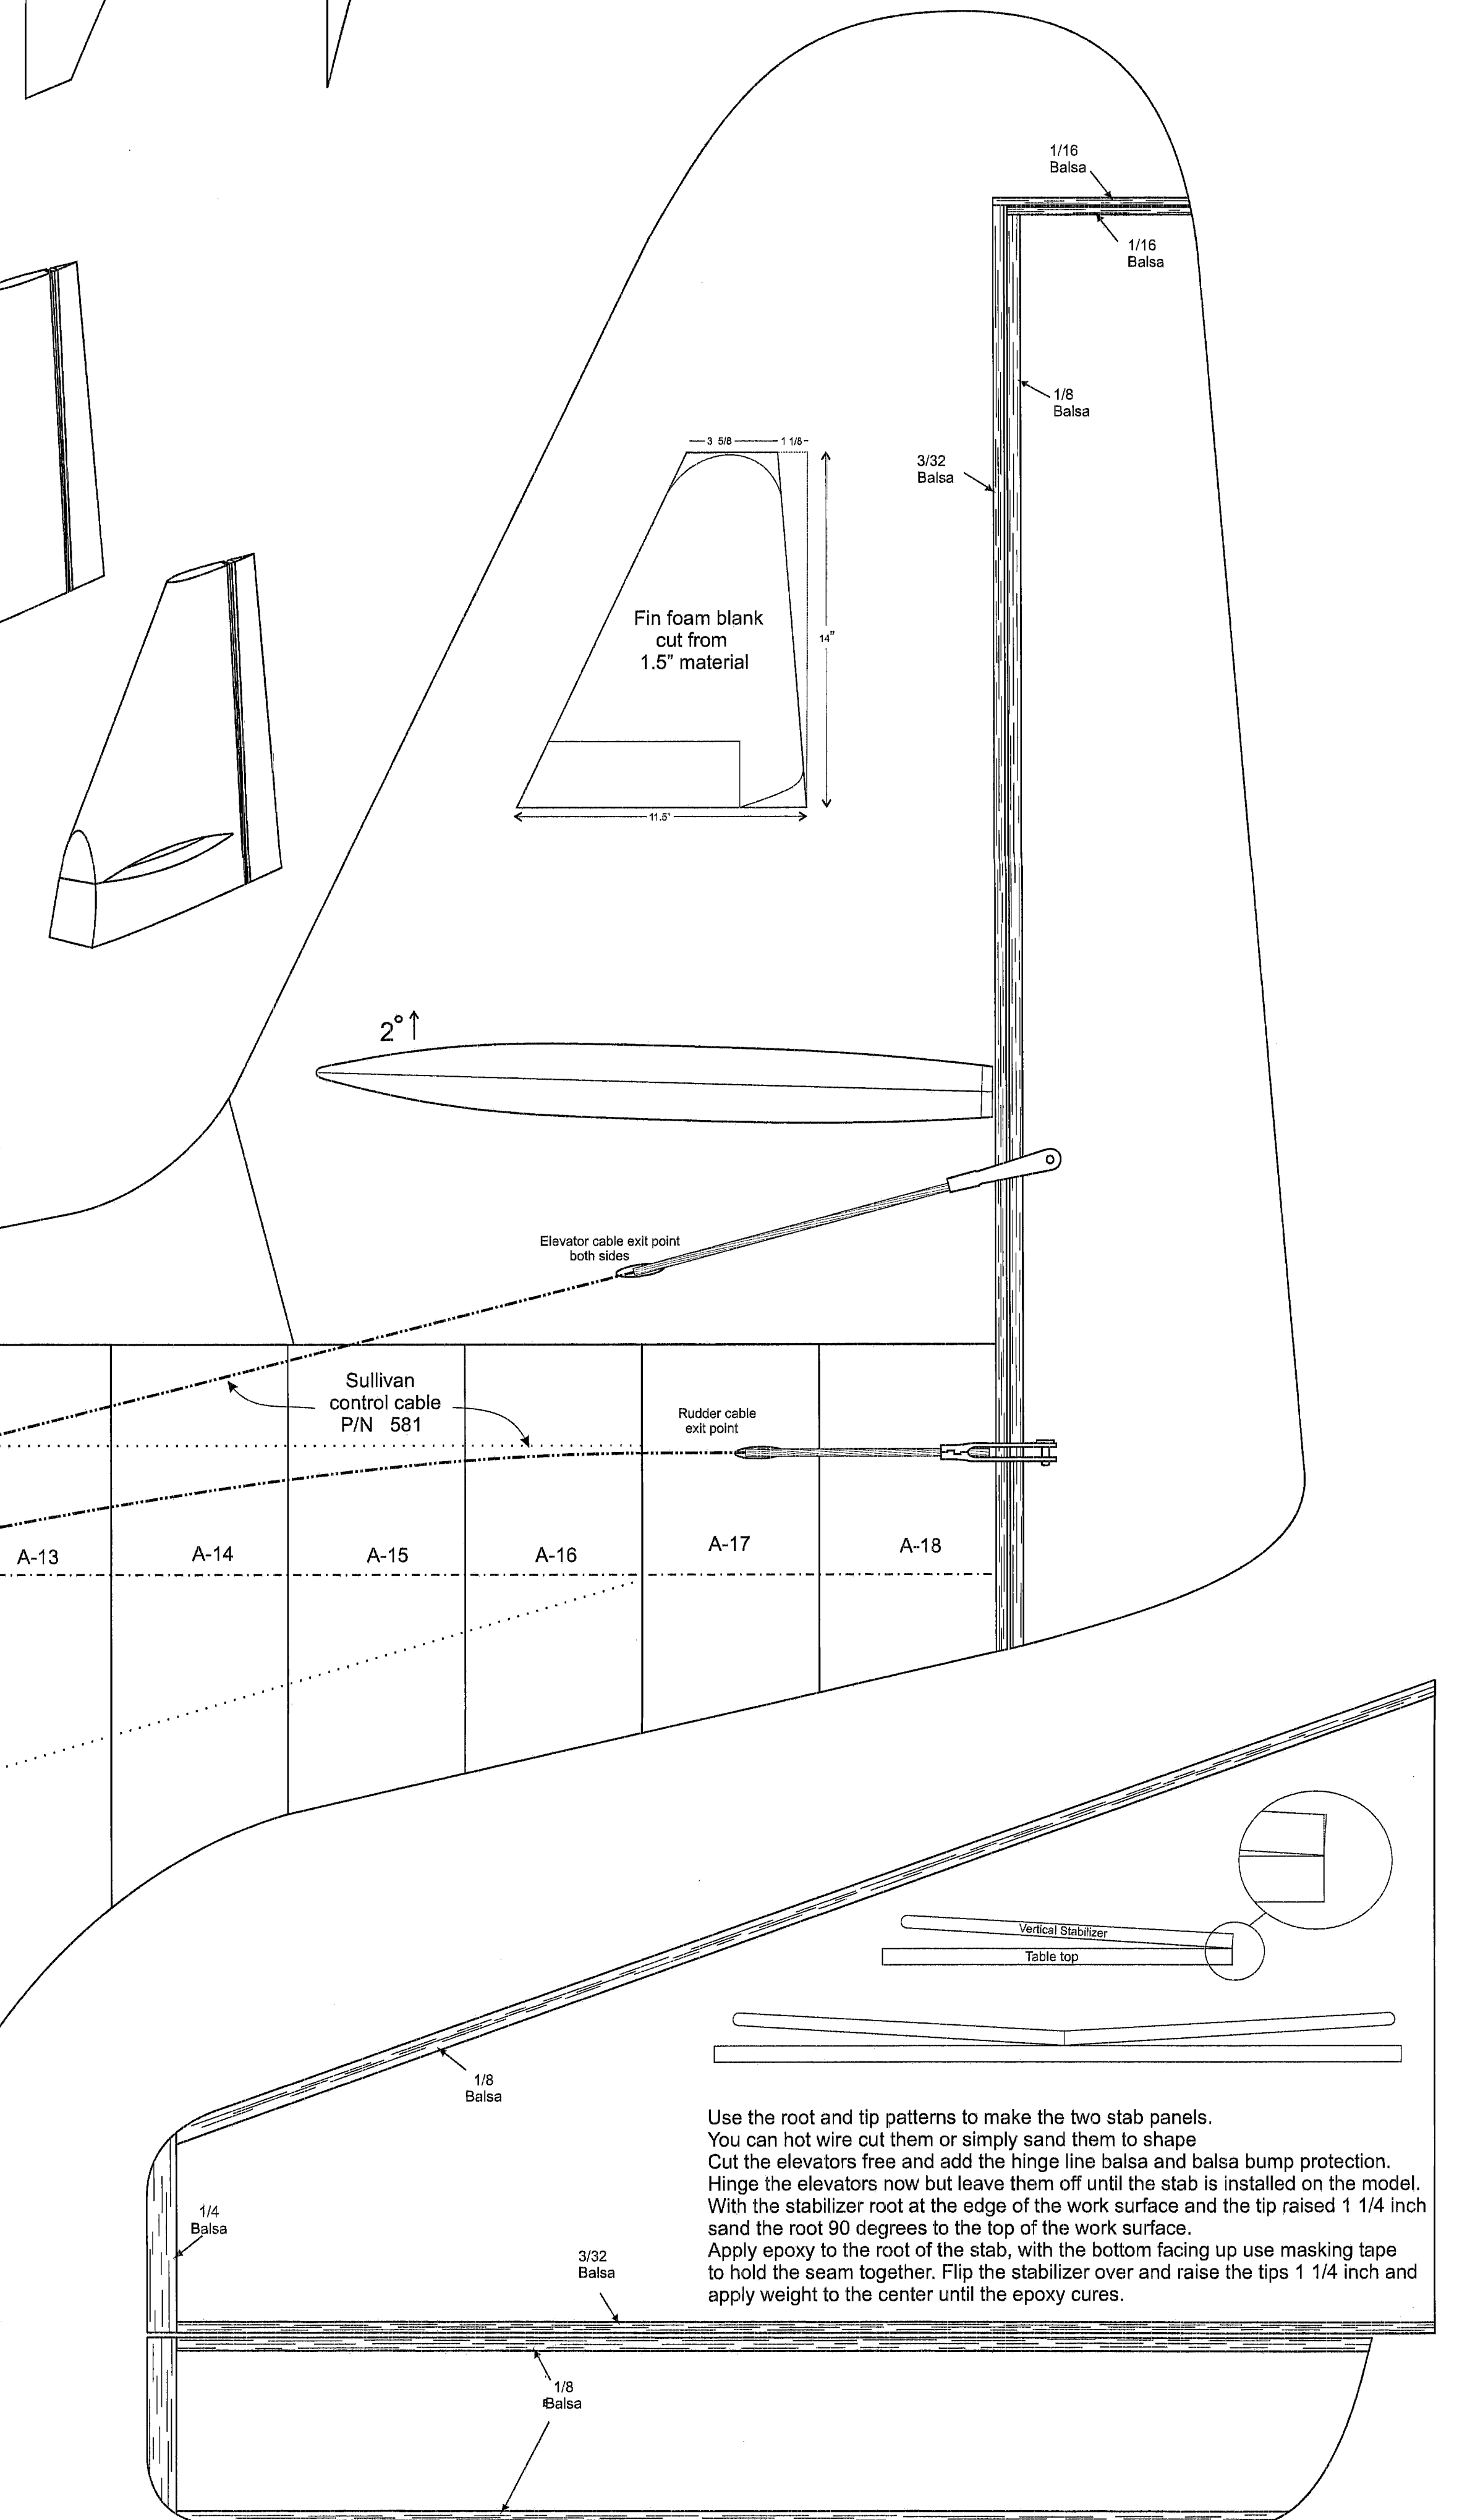 1/16
Balsa
1/16
Balsa
1/8
Balsa
3 5/8
1 1/8
3/32
Balsa
Fin foam blank
cut from
1.5” material
14”
11.5”
2° ↑
Elevator cable exit point
both sides
Sullivan
control cable
P/N 581
Rudder cable
exit point
A-13
A-14
A-15
A-16
A-17
A-18
Vertical Stabilizer
Table top
1/8
Balsa
Use the root and tip patterns to make the two stab panels.
You can hot wire cut them or simply sand them to shape
Cut the elevators free and add the hinge line balsa and balsa bump protection.
Hinge the elevators now but leave them off until the stab is installed on the model.
With the stabilizer root at the edge of the work surface and the tip raised 1 1/4 inch
sand the root 90 degrees to the top of the work surface.
Apply epoxy to the root of the stab, with the bottom facing up use masking tape
to hold the seam together. Flip the stabilizer over and raise the tips 1 1/4 inch and
apply weight to the center until the epoxy cures.
1/4
Balsa
3/32
Balsa
1/8
Balsa